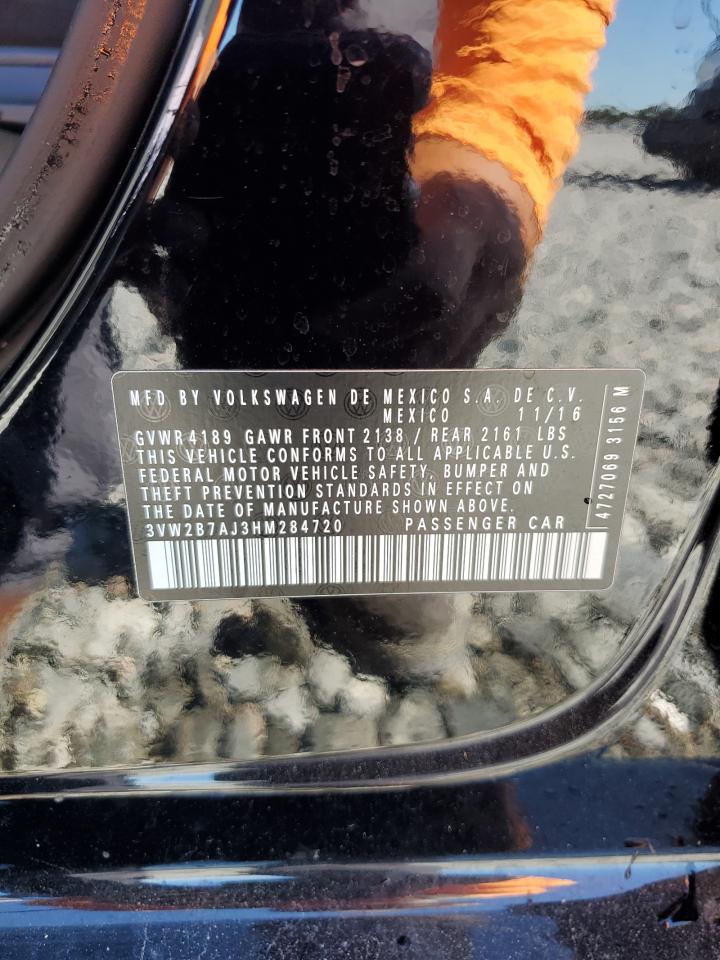 MFD BY VOLKSWAGEN DE MEXICO S.A. DE C.V.
MEXICO 11/16
GVWR4189 GAWR FRONT 2138 / REAR 2161 LBS
THIS VEHICLE CONFORMS TO ALL APPLICABLE U.S.
FEDERAL MOTOR VEHICLE SAFETY, BUMPER AND
THEFT PREVENTION STANDARDS IN EFFECT ON
THE DATE OF MANUFACTURE SHOWN ABOVE.
3VW2B7AJ3HM284720 PASSENGER CAR
4727069 3156 M